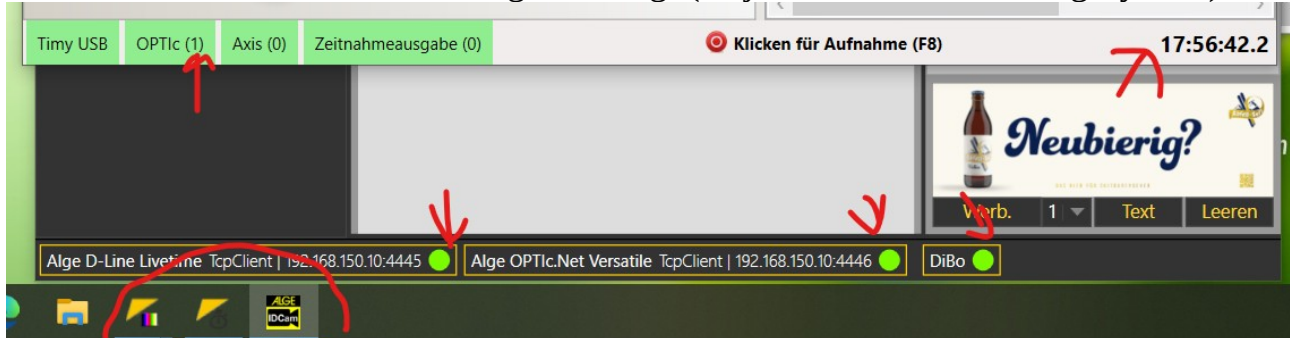 Timy USB OPTIc (1) Axis (0) Zeitnahmeausgabe (0) Klicken für Aufnahme (F8) 17:56:42.2
Neubierig?
Werb. 1 Text Leeren
Alge D-Line Livetime TcpClient | 192.168.150.10:4445 Alge OPTIc.Net Versatile TcpClient | 192.168.150.10:4446 DiBo
ALGE
IDCam